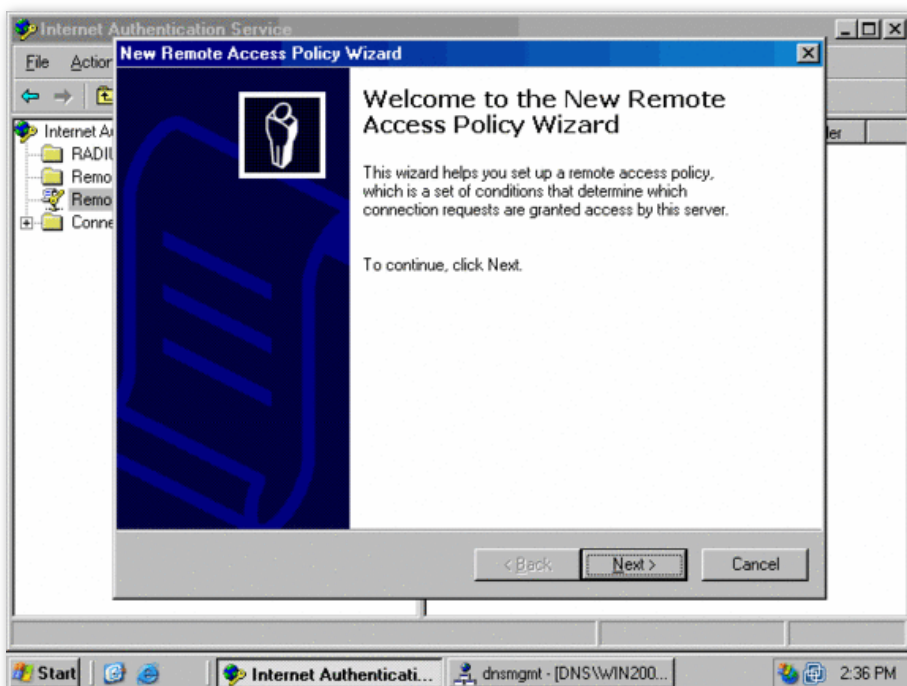 Internet Authentication Service
New Remote Access Policy Wizard
File Action
Welcome to the New Remote
Access Policy Wizard
This wizard helps you set up a remote access policy,
which is a set of conditions that determine which
connection requests are granted access by this server.
To continue, click Next.
Internet Au
RADIU
Remo
Remo
Conne
er
< Back
Next >
Cancel
Start
Internet Authenticati...
dnsmgmt - [DNS\WIN200...
2:36 PM